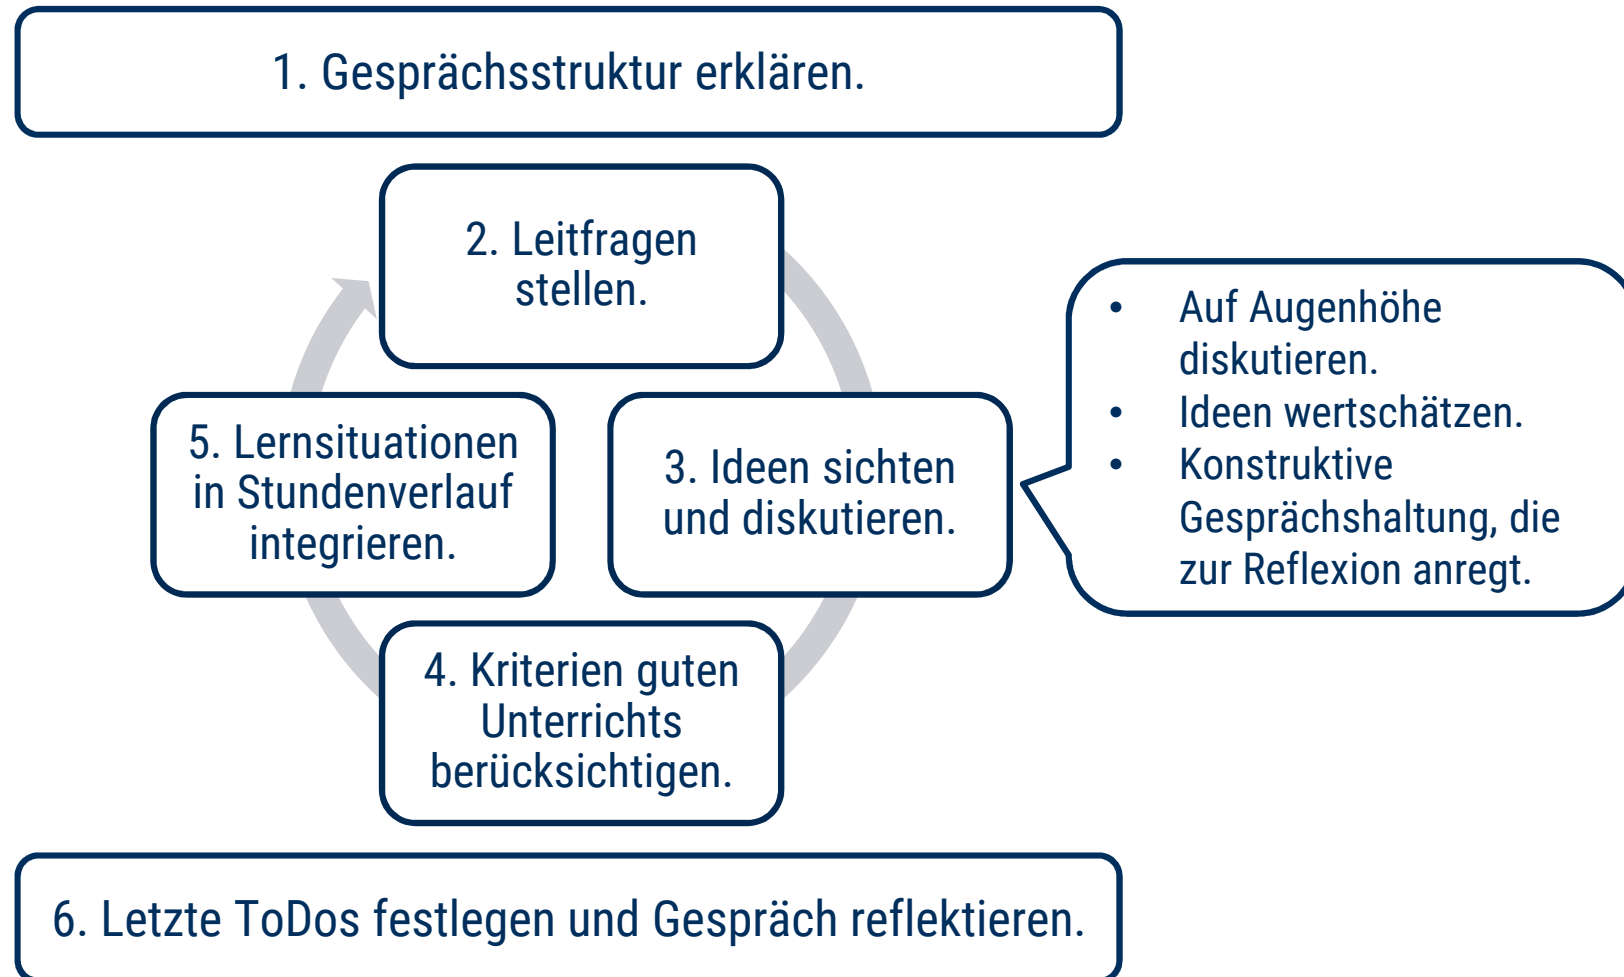 1. Gesprächsstruktur erklären.
2. Leitfragen
stellen.
3. Ideen sichten
und diskutieren.
• Auf Augenhöhe
diskutieren.
• Ideen wertschätzen.
• Konstruktive
Gesprächshaltung, die
zur Reflexion anregt.
4. Kriterien guten
Unterrichts
berücksichtigen.
5. Lernsituationen
in Stundenverlauf
integrieren.
6. Letzte ToDos festlegen und Gespräch reflektieren.